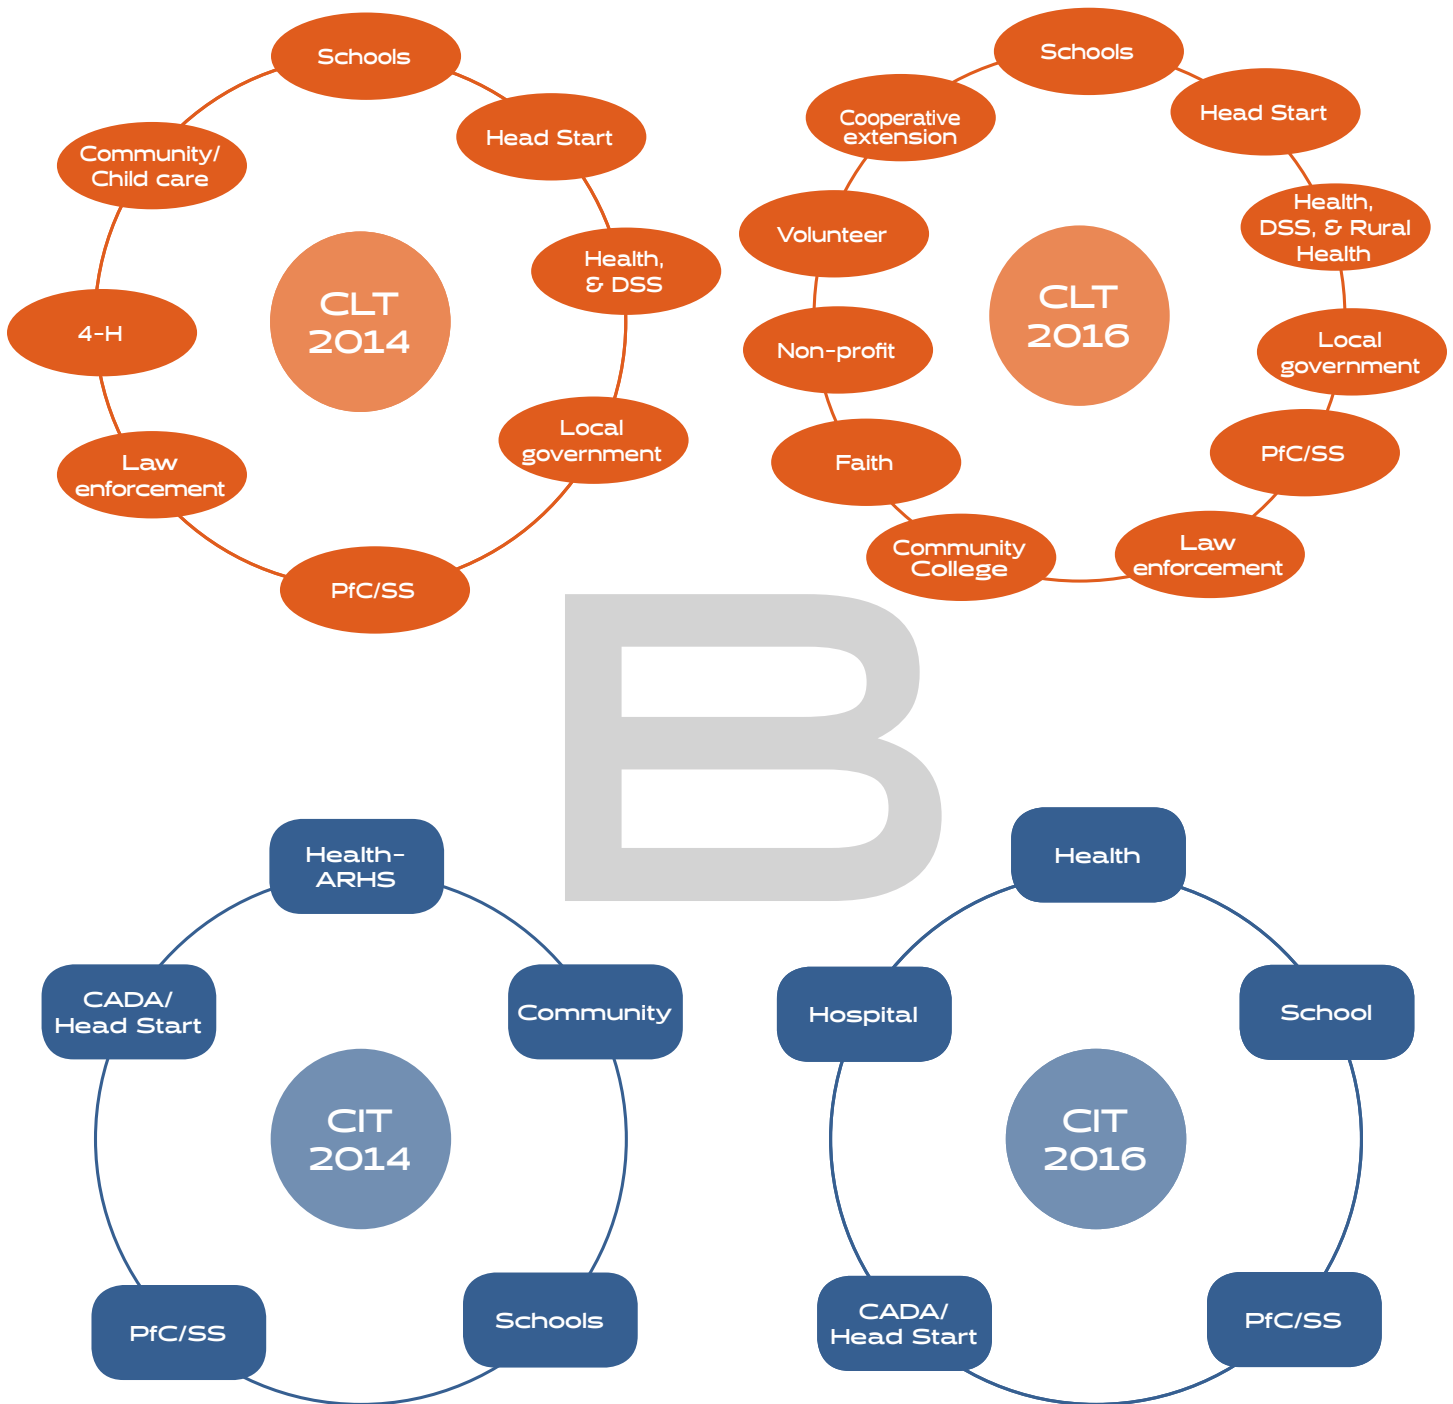 Schools
Head Start
Health,
& DSS
Local
government
PfC/SS
Law
enforcement
4-H
Community/
Child care
CLT
2014
Schools
Head Start
Health,
DSS, & Rural
Health
Local
government
PfC/SS
Law
enforcement
Community
College
Faith
Non-profit
Volunteer
Cooperative
extension
CLT
2016
B
Health-
ARHS
Community
Schools
PfC/SS
CADA/
Head Start
CIT
2014
Health
School
PfC/SS
CADA/
Head Start
Hospital
CIT
2016